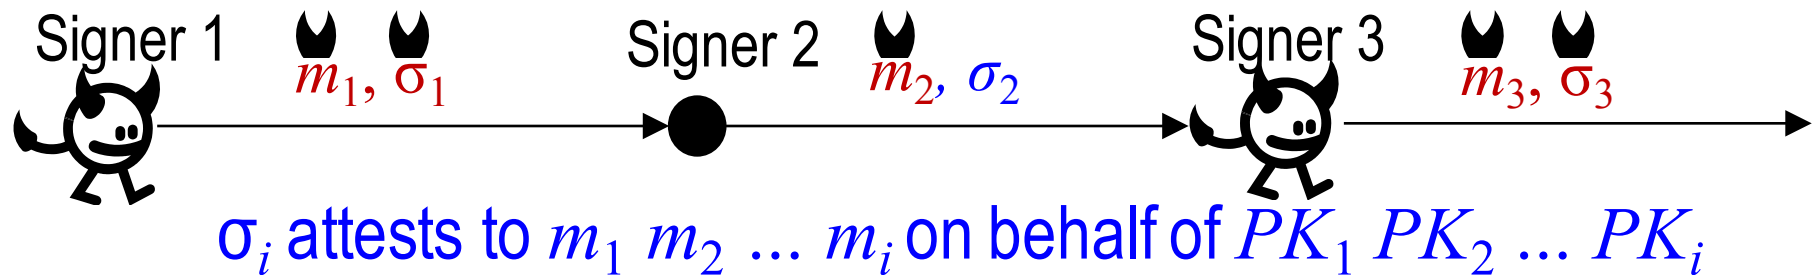 Signer 1 m₁, σ₁ Signer 2 m₂, σ₂ Signer 3 m₃, σ₃
σᵢ attests to m₁ m₂ ... mᵢ on behalf of PK₁ PK₂ ... PKᵢ